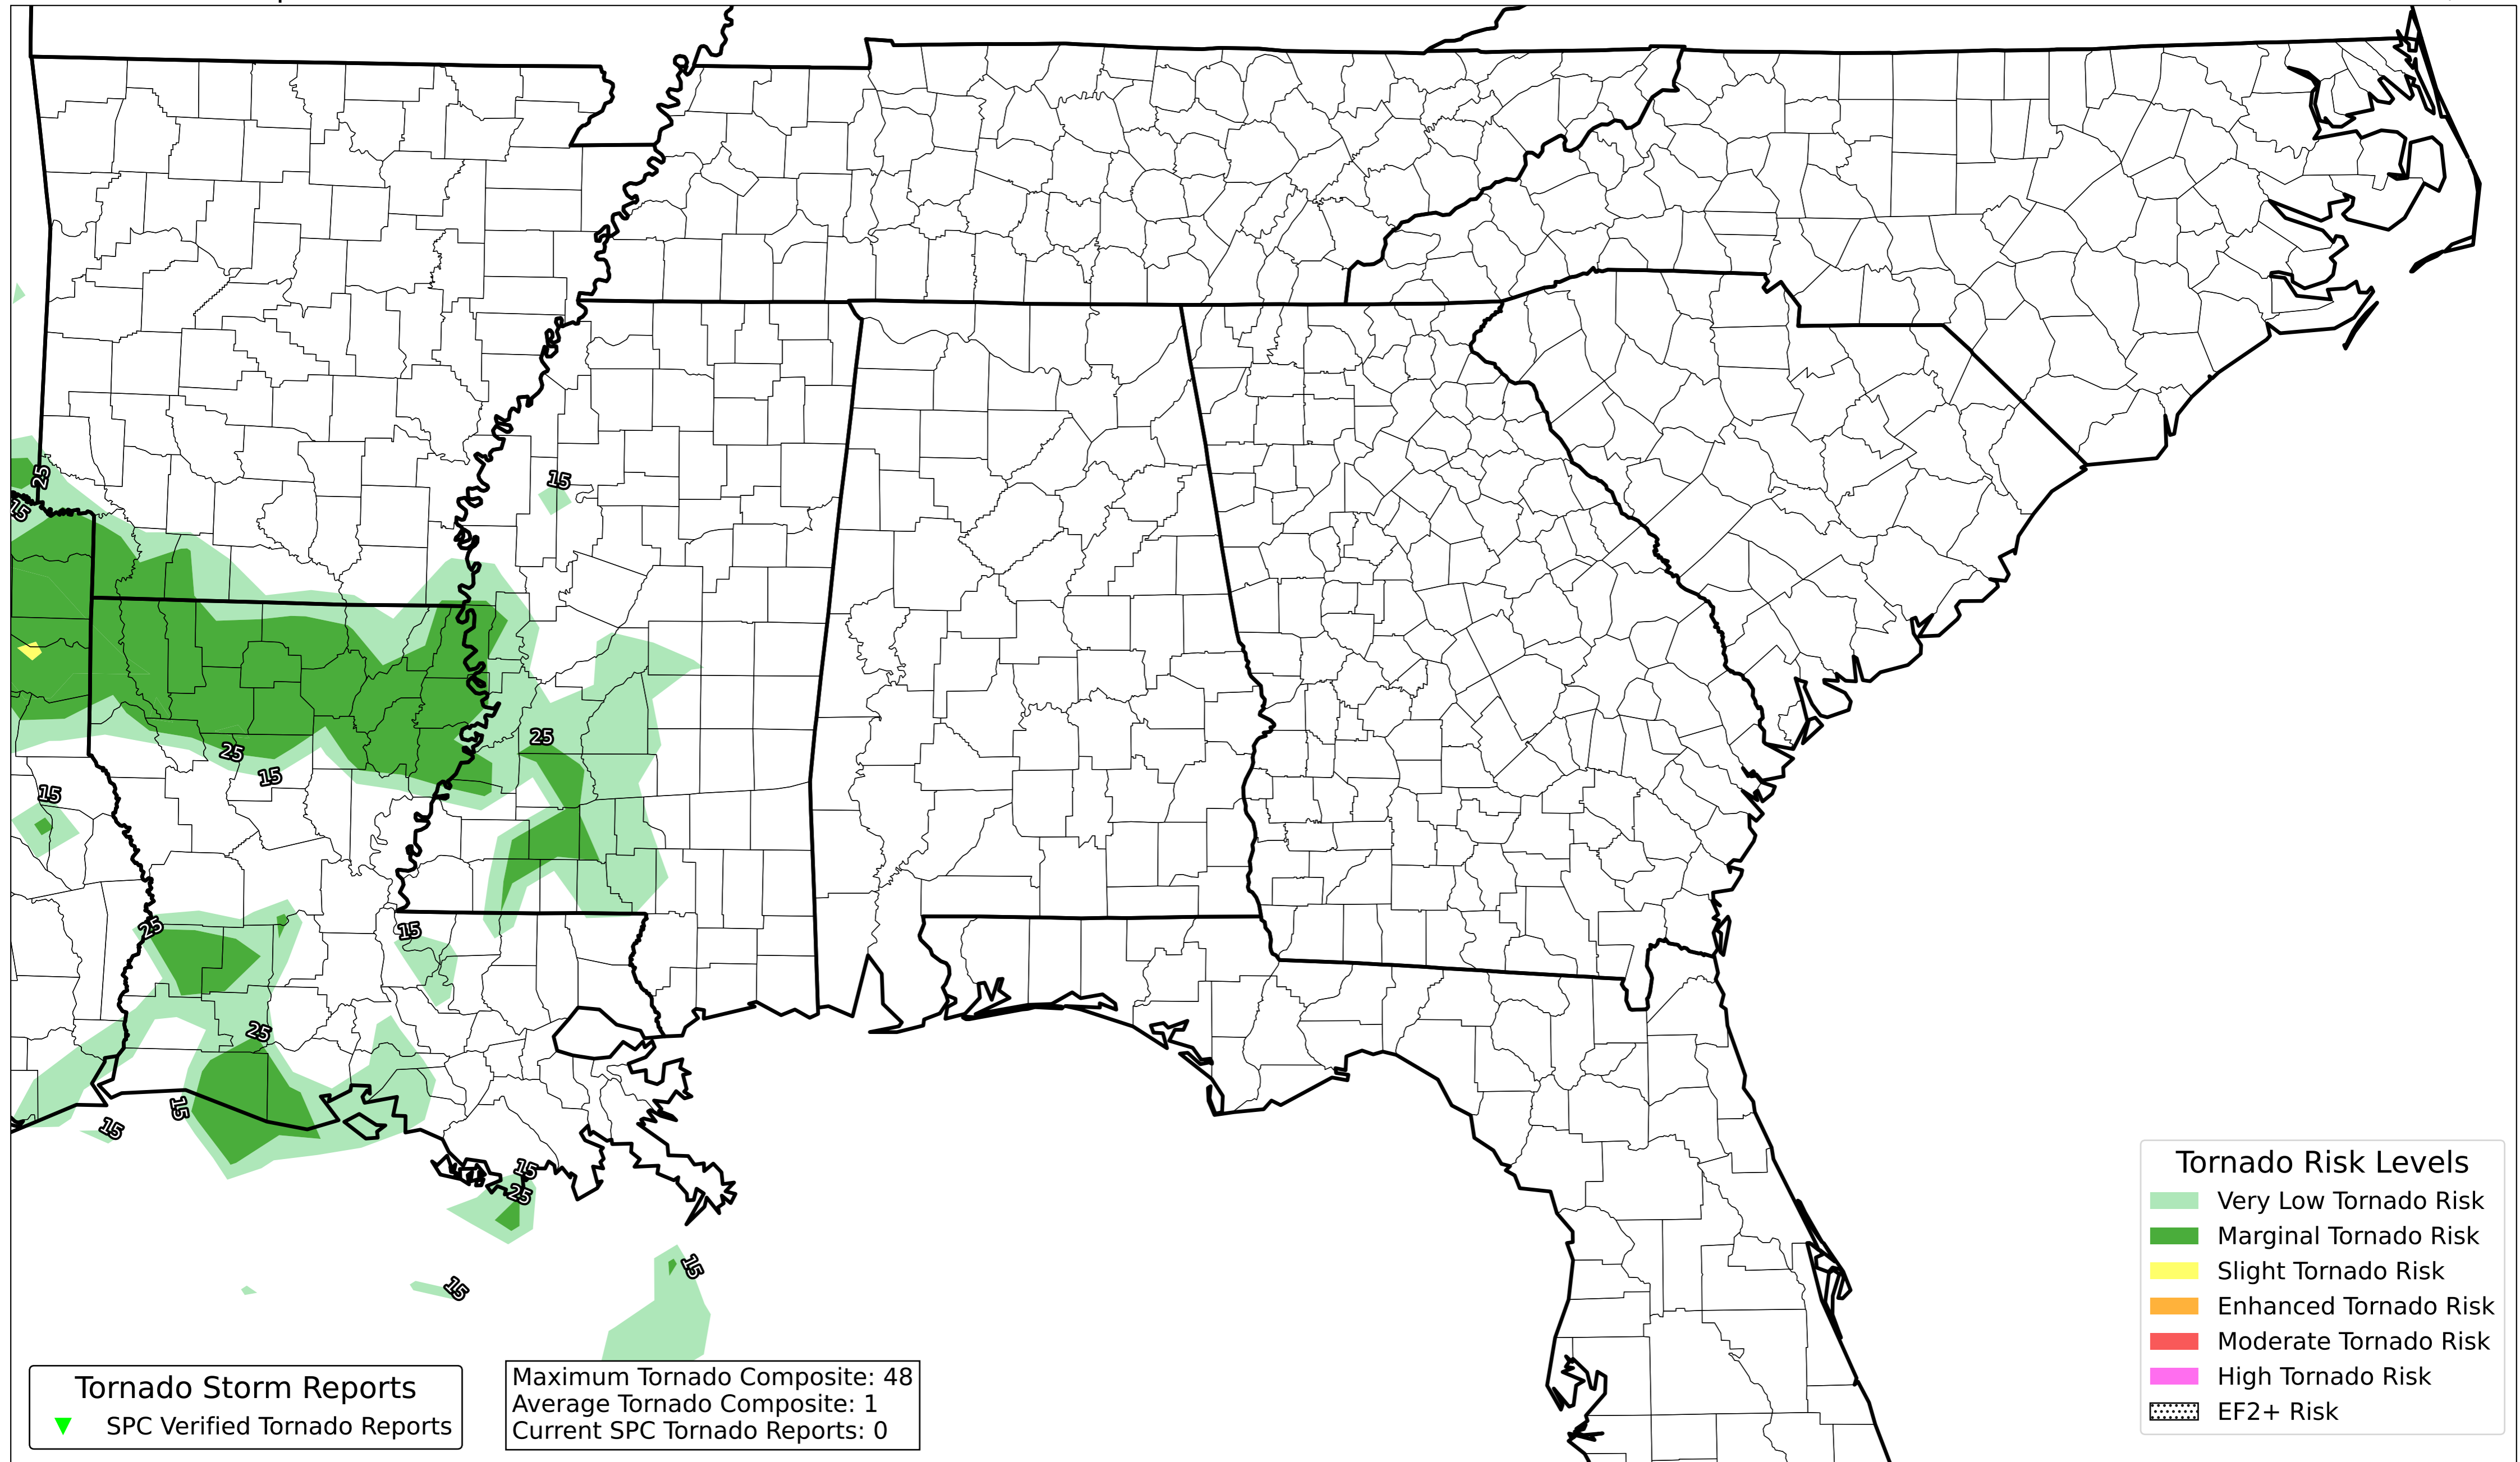 15
25
15
25
25
15
15
25
15
25
15
15
15
25
15
15
Tornado Risk Levels
Very Low Tornado Risk
Marginal Tornado Risk
Slight Tornado Risk
Enhanced Tornado Risk
Moderate Tornado Risk
High Tornado Risk
EF2+ Risk
Tornado Storm Reports
SPC Verified Tornado Reports
Maximum Tornado Composite: 48
Average Tornado Composite: 1
Current SPC Tornado Reports: 0